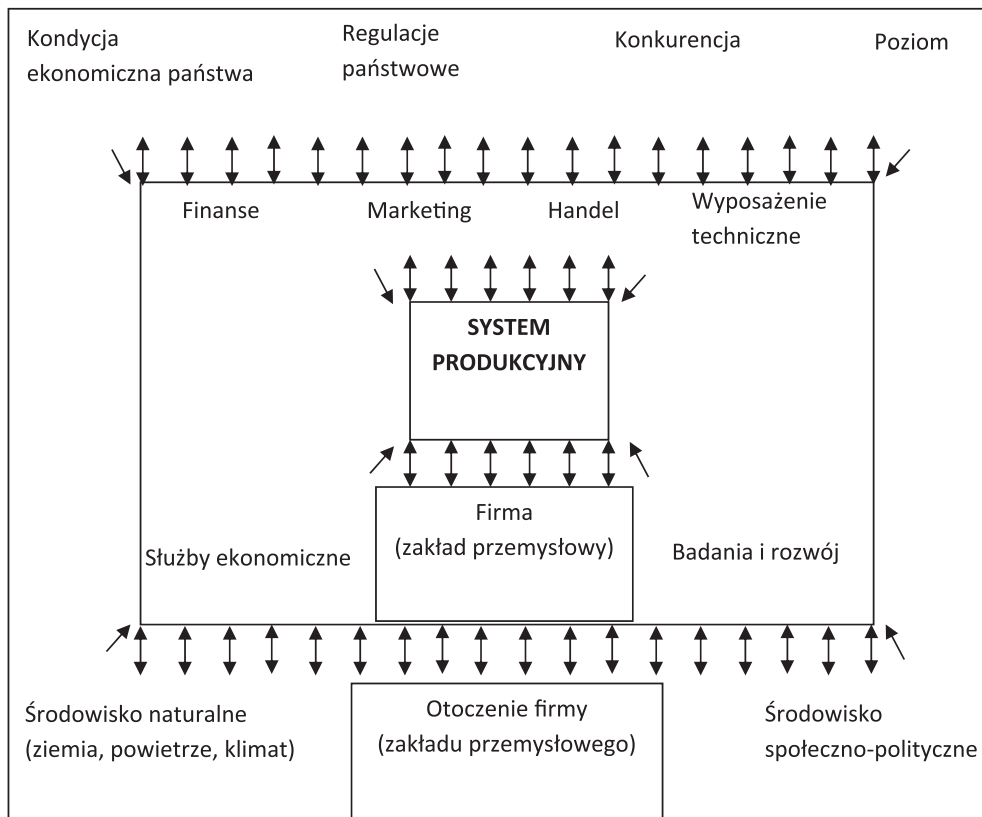 Kondycja
ekonomiczna państwa
Regulacje
państwowe
Konkurencja
Poziom
Finanse
Marketing
Handel
Wyposażenie
techniczne
SYSTEM
PRODUKCYJNY
Firma
(zakład przemysłowy)
Służby ekonomiczne
Badania i rozwój
Środowisko naturalne
(ziemia, powietrze, klimat)
Otoczenie firmy
(zakładu przemysłowego)
Środowisko
społeczno-polityczne